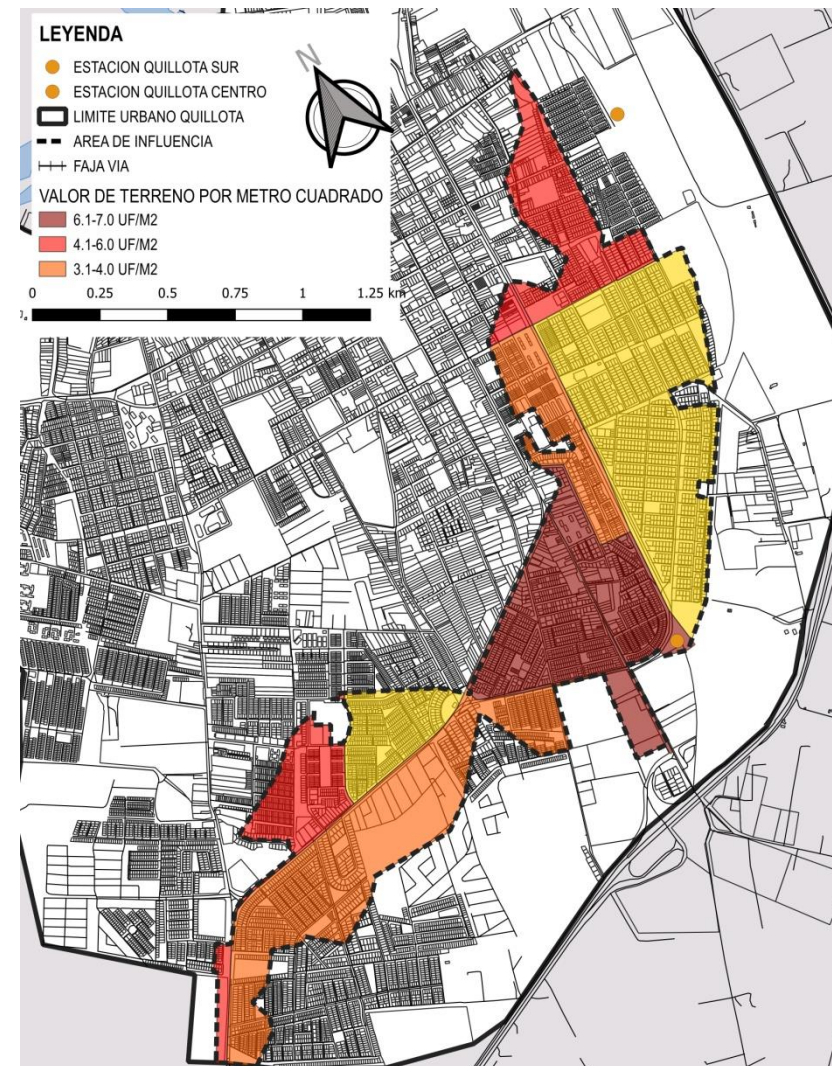 LEYENDA
N
ESTACION QUILLOTA SUR
ESTACION QUILLOTA CENTRO
LIMITE URBANO QUILLOTA
AREA DE INFLUENCIA
FAJA VIA
VALOR DE TERRENO POR METRO CUADRADO
6.1-7.0 UF/M2
4.1-6.0 UF/M2
3.1-4.0 UF/M2
0 0.25 0.5 0.75 1 1.25 km